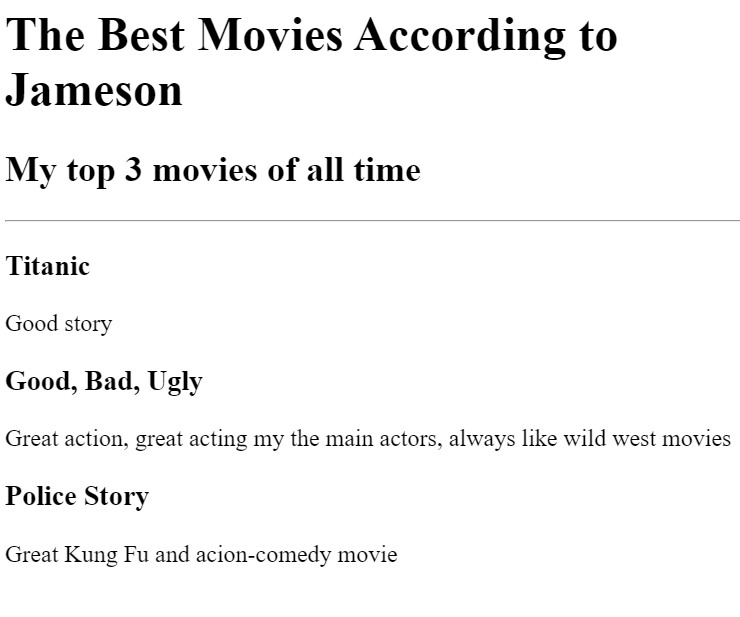 The Best Movies According to
Jameson
My top 3 movies of all time
Titanic
Good story
Good, Bad, Ugly
Great action, great acting my the main actors, always like wild west movies
Police Story
Great Kung Fu and acion-comedy movie